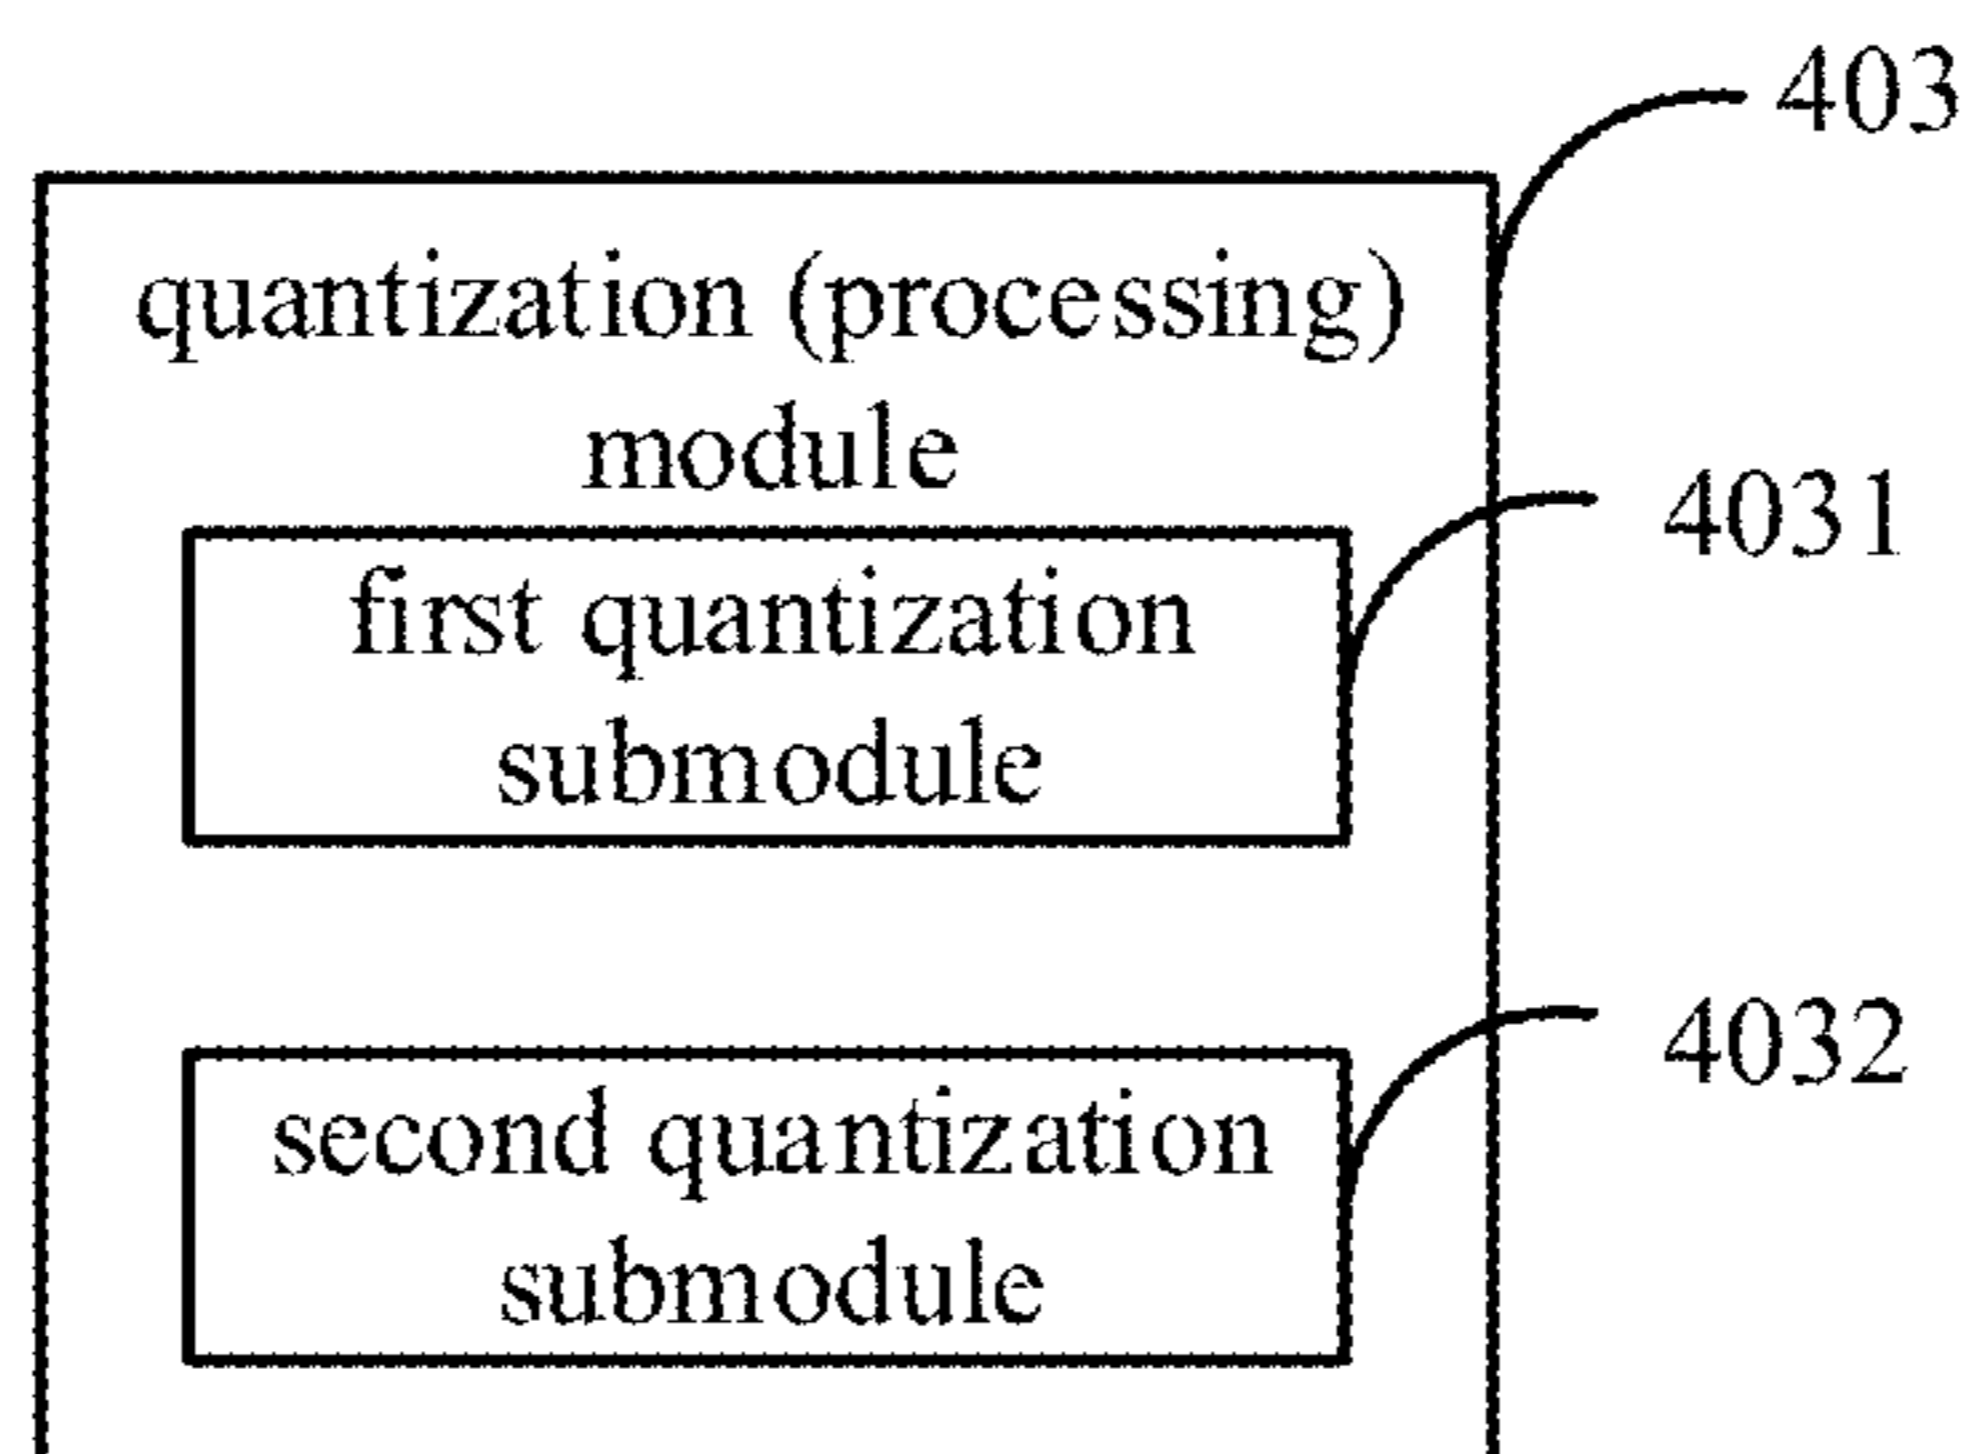 403
quantization (processing)
module
4031
first quantization
submodule
4032
second quantization
submodule